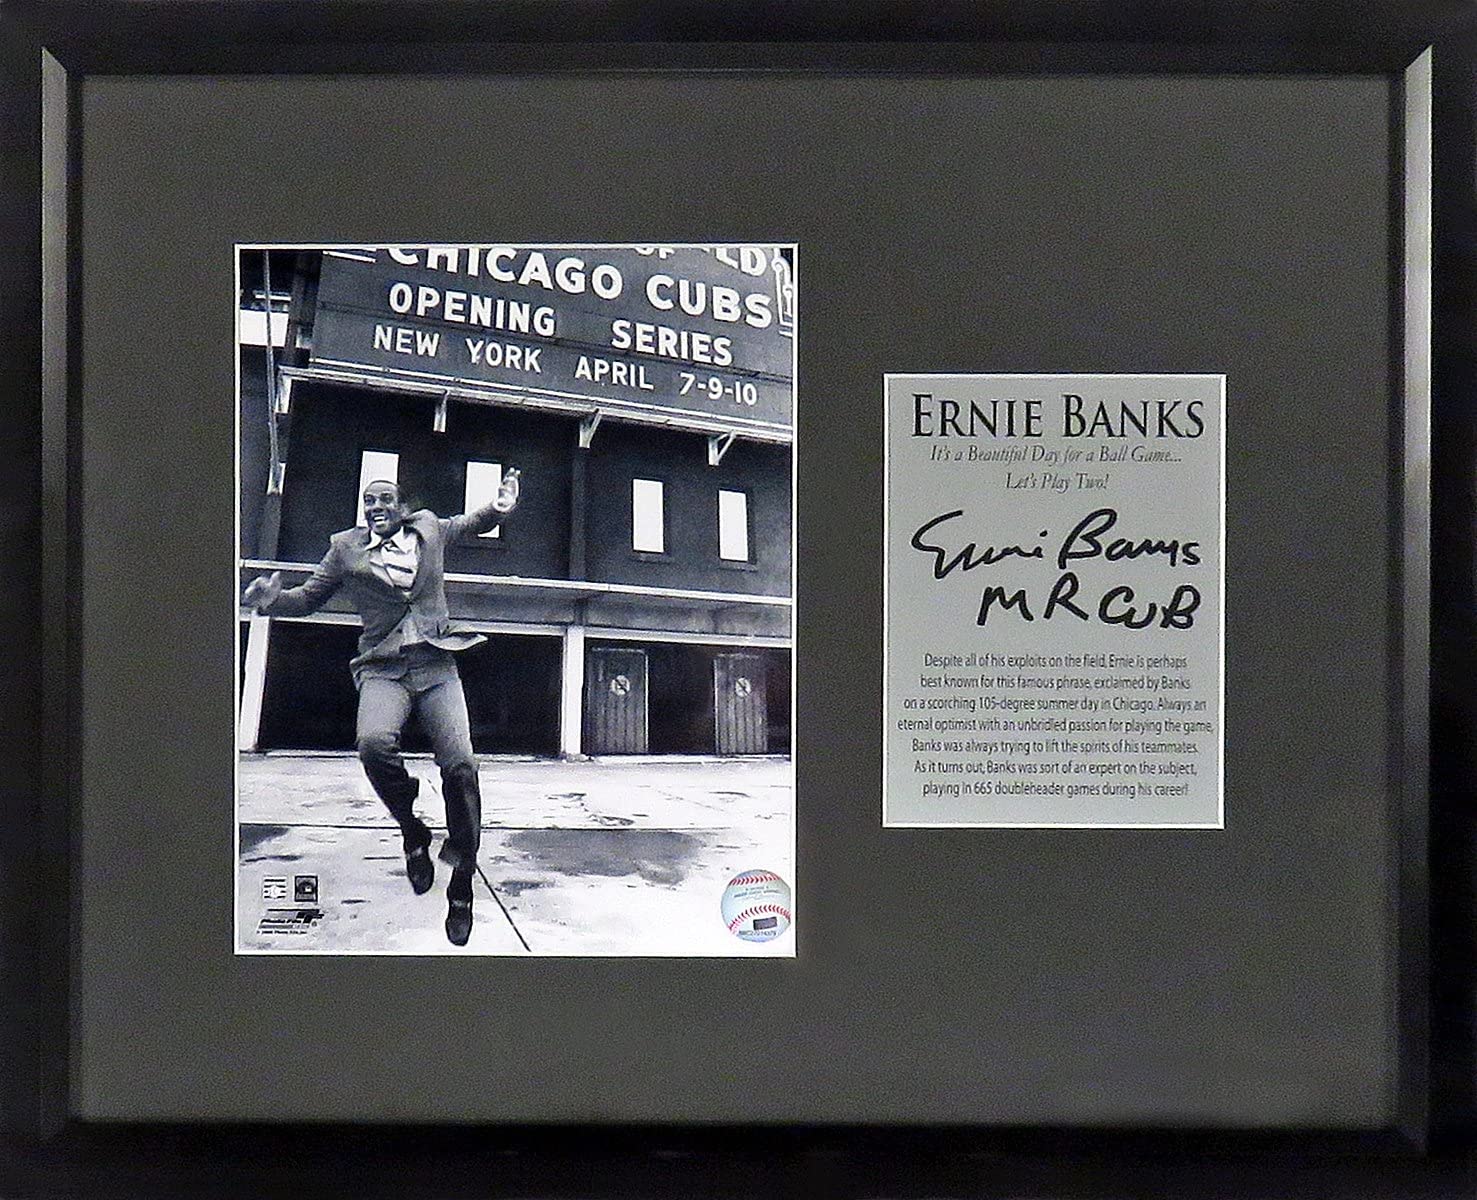 OF
CHICAGO CUBS
OPENING SERIES
NEW YORK APRIL 7-9-10
ERNIE BANKS
It's a Beautiful Day for a Ball Game...
Let's Play Two!
Ernie Banks
MR CUB
Despite all of his exploits on the field, Ernie is perhaps
best known for this famous phrase, exclaimed by Banks
on a scorching 105-degree summer day in Chicago. Always an
eternal optimist with an unbridled passion for playing the game,
Banks was always trying to lift the spirits of his teammates.
As it turns out, Banks was sort of an expert on the subject,
playing in 665 doubleheader games during his career!